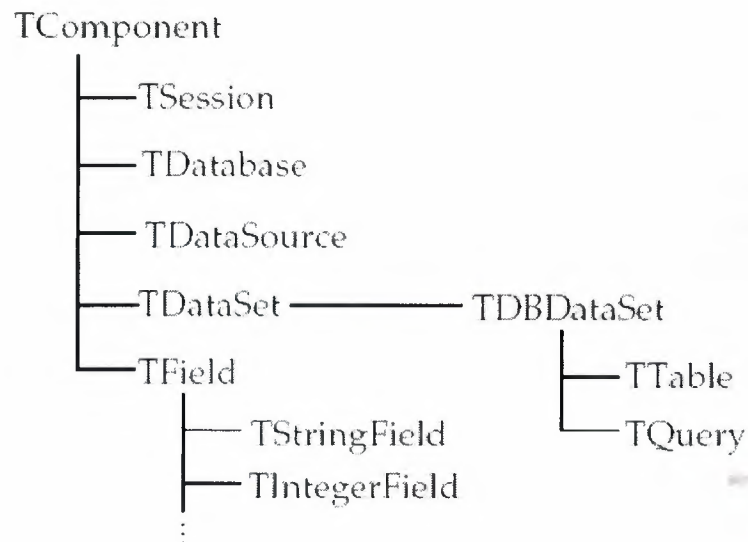 TComponent
TSession
TDatabase
TDataSource
TDataSet
TDBDataSet
TField
TTable
TStringField
TQuery
TIntegerField